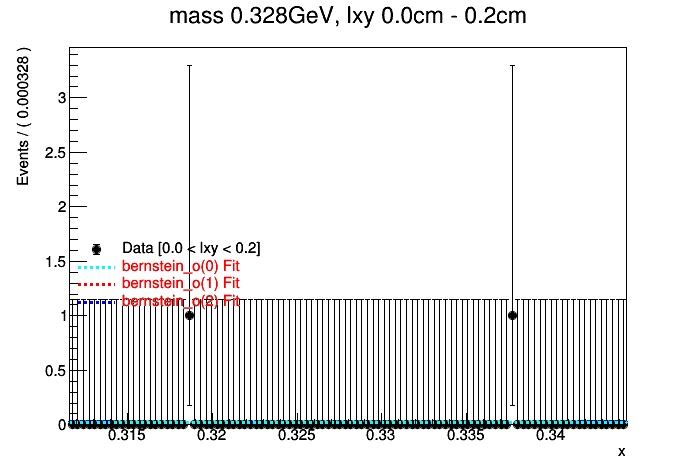 mass 0.328GeV, lxy 0.0cm - 0.2cm
Events / ( 0.000328 )
3
2.5
2
1.5
1
0.5
0
Data [0.0 < lxy < 0.2]
bernstein_o(0) Fit
bernstein_o(1) Fit
bernstein_o(2) Fit
0.315 0.32 0.325 0.33 0.335 0.34
x